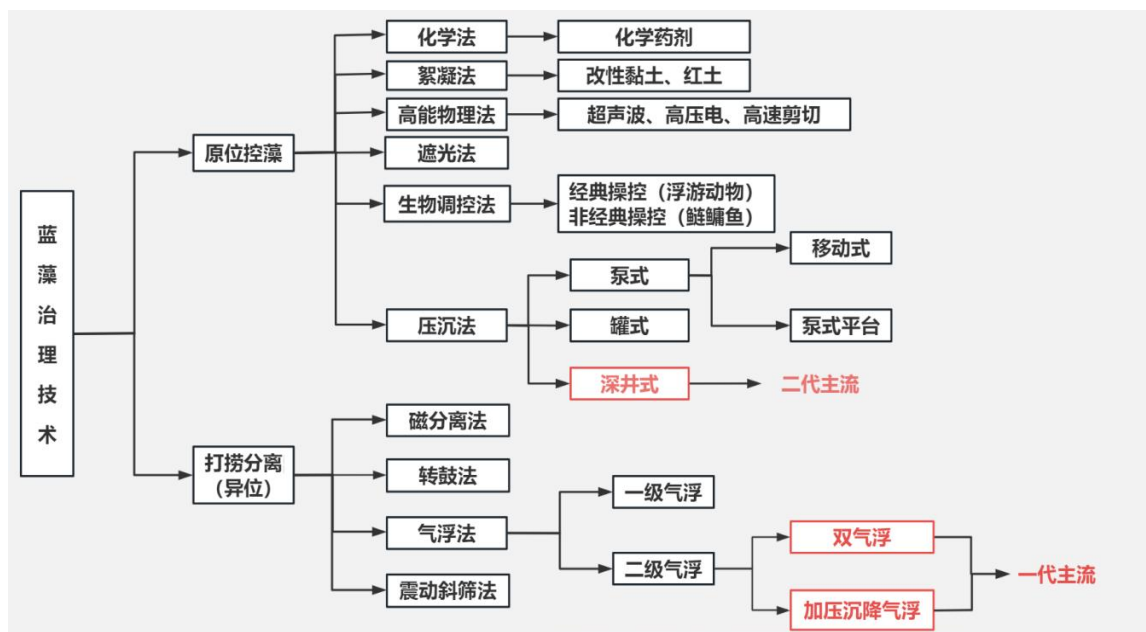 蓝藻治理技术
原位控藻
化学法
化学药剂
絮凝法
改性黏土、红土
高能物理法
超声波、高压电、高速剪切
遮光法
生物调控法
经典操控（浮游动物）
非经典操控（鲢鳙鱼）
压沉法
泵式
移动式
泵式平台
罐式
深井式
二代主流
打捞分离
（异位）
磁分离法
转鼓法
气浮法
一级气浮
二级气浮
双气浮
加压沉降气浮
一代主流
震动斜筛法